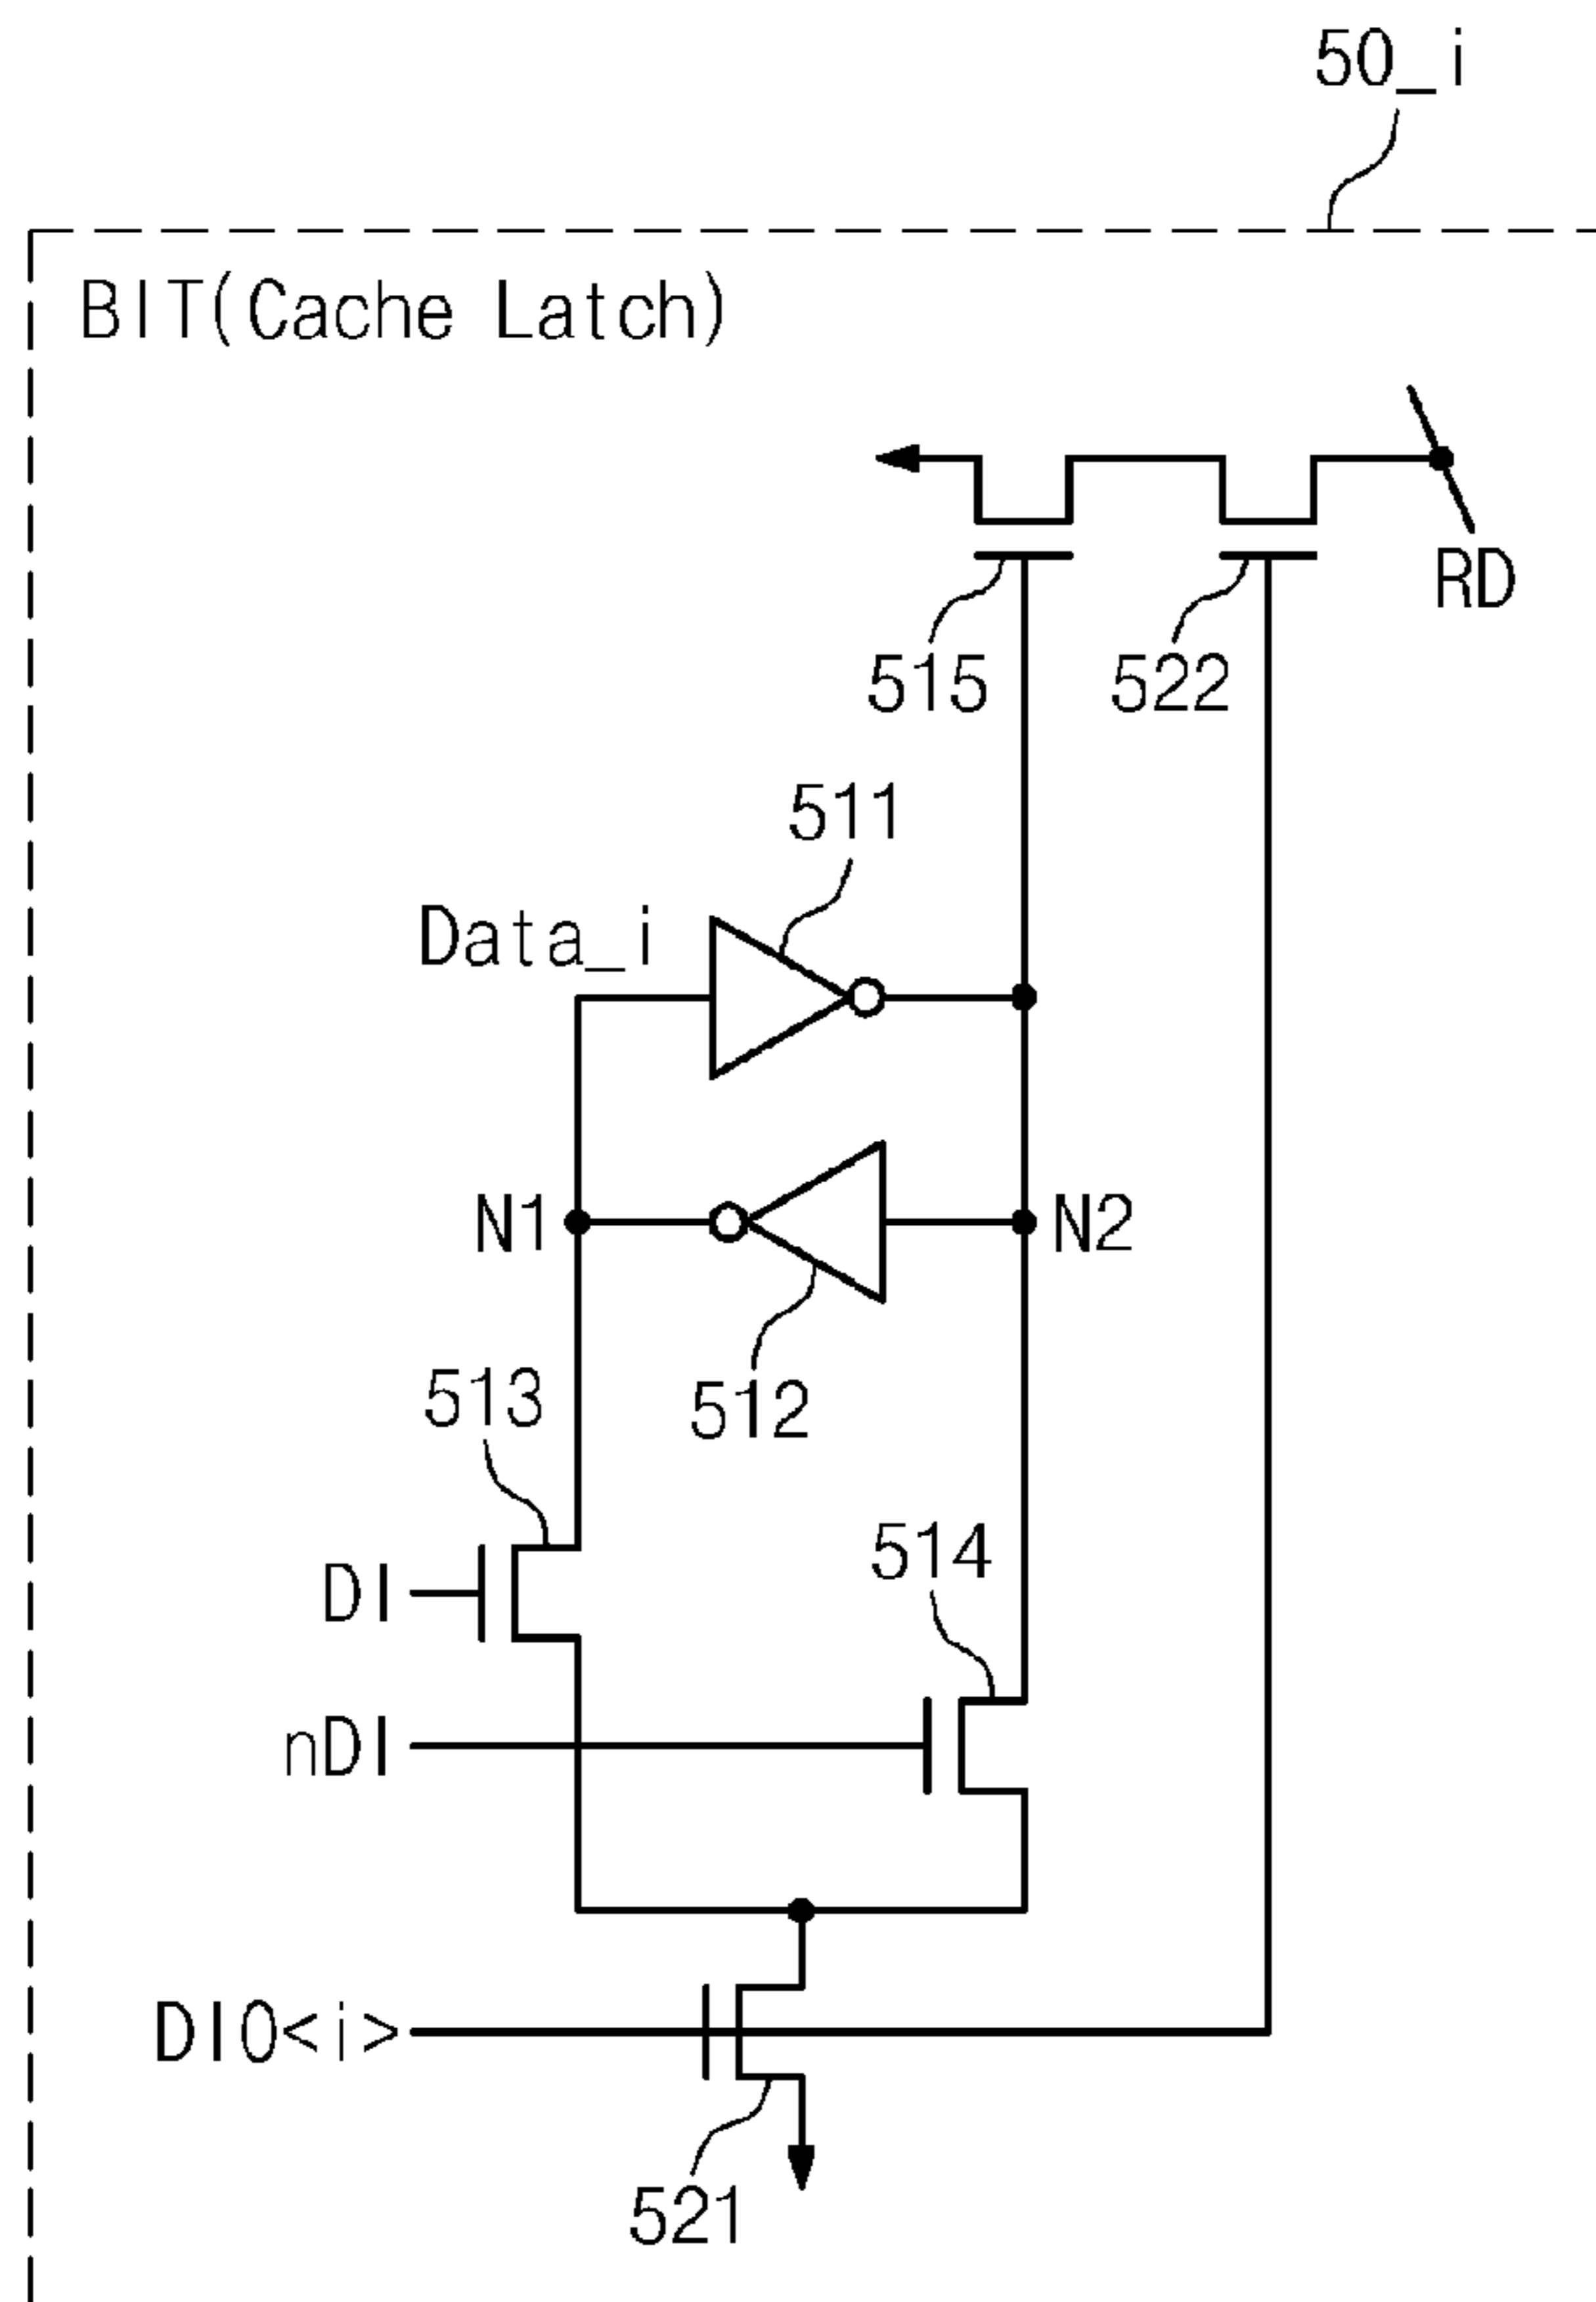 50_i
BIT(Cache Latch)
RD
515
522
511
Data_i
N1
N2
513
512
514
DI
nDI
DIO<i>
521